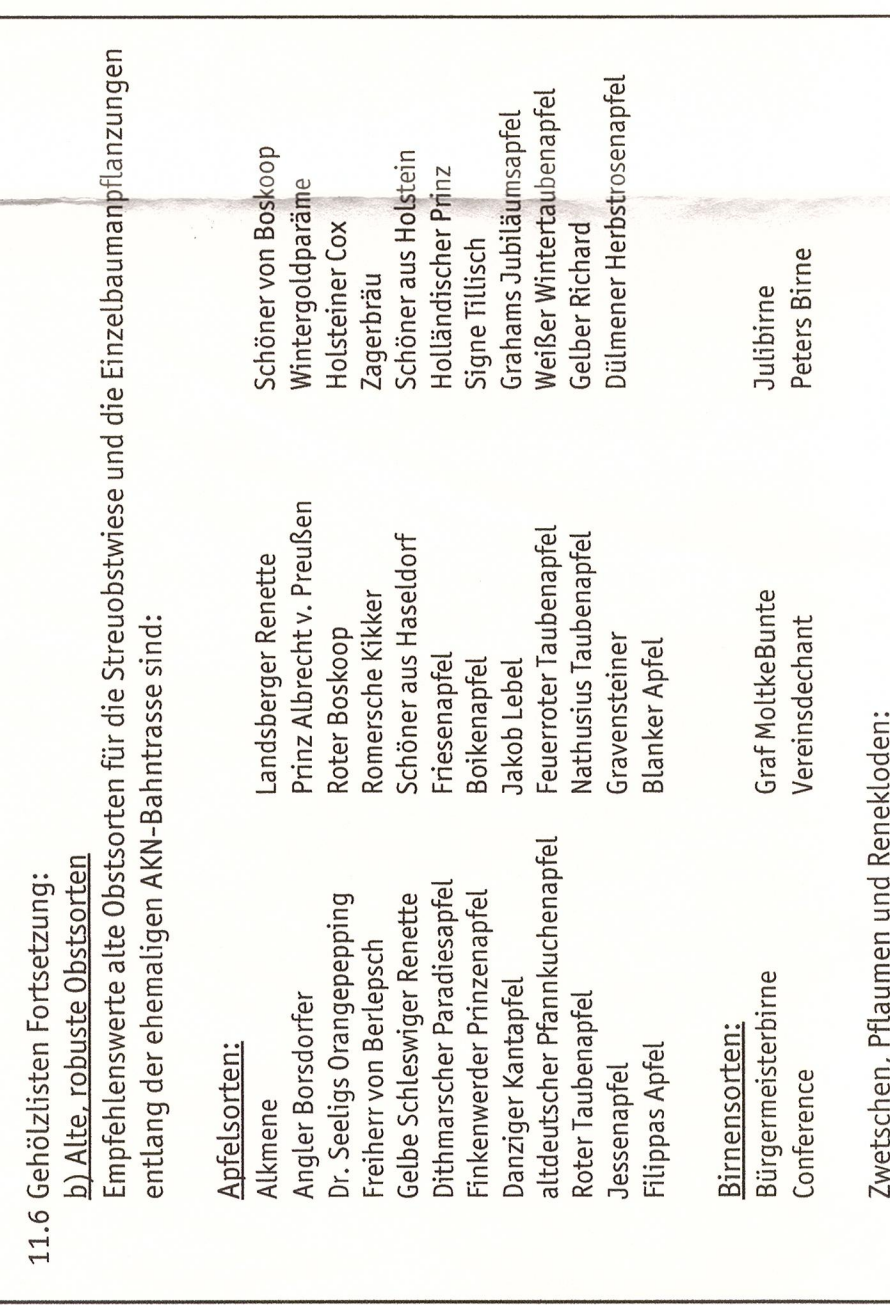 11.6 Gehölzlisten Fortsetzung:
b) Alte, robuste Obstsorten
Empfehlenswerte alte Obstsorten für die Streuobstwiese und die Einzelbaumanpflanzungen
entlang der ehemaligen AKN-Bahntrasse sind:
Apfelsorten:
Alkmene Landsberger Renette Schöner von Boskoop
Angler Borsdorfer Prinz Albrecht v. Preußen Wintergoldparäme
Dr. Seeligs Orangepepping Roter Boskoop Holsteiner Cox
Freiherr von Berlepsch Romersche Kikker Zagerbräu
Gelbe Schleswiger Renette Schöner aus Haseldorf Schöner aus Holstein
Dithmarscher Paradiesapfel Friesenapfel Holländischer Prinz
Finkenwerder Prinzenapfel Boikenapfel Signe Tillisch
Danziger Kantapfel Jakob Lebel Grahams Jubiläumsapfel
altdeutscher Pfannkuchenapfel Feuerroter Taubenapfel Weißer Wintertaubenapfel
Roter Taubenapfel Nathusius Taubenapfel Gelber Richard
Jessenapfel Gravensteiner Dülmener Herbstrosenapfel
Filippas Apfel Blanker Apfel
Birnensorten:
Bürgermeisterbirne Graf MoltkeBunte Julibirne
Conference Vereinsdechant Peters Birne
Zwetschen, Pflaumen und Renekloden: